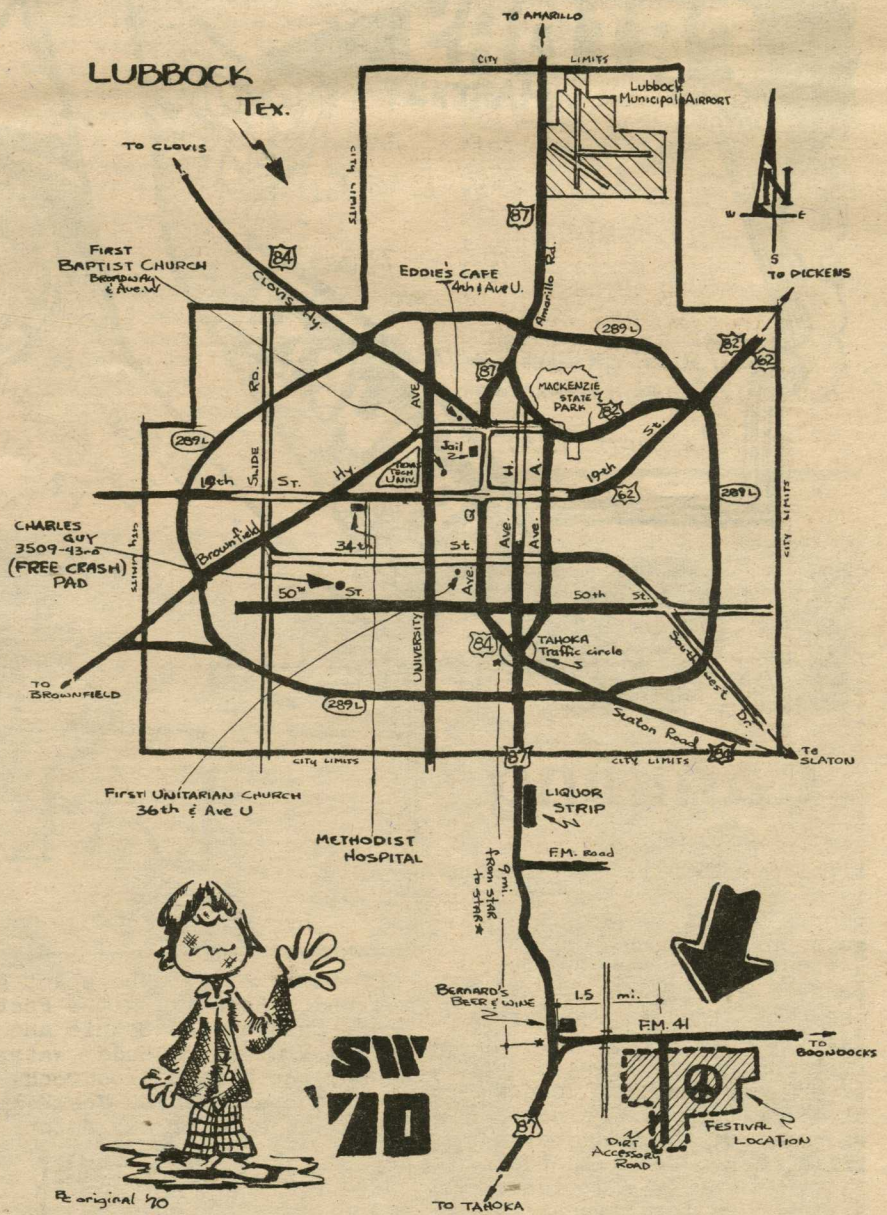 TO AMARILLO
CITY LIMITS
LUBBOCK
TEX.
Lubbock
Municipal Airport
TO CLOVIS
CITY LIMITS
N
W E
S
87
84
FIRST
BAPTIST CHURCH
BROADWAY
& AVE. W
EDDIE'S CAFE
4th & Ave U.
TO DICKENS
Clovis Hy.
Amarillo Rd.
289 L
82
62
87
MACKENZIE
STATE
PARK
82
AVE.
RD.
SLIDE
289 L
Jail
TEXAS
TECH
UNIV.
Hy.
H.
A.
19th St.
62
289 L
19th ST.
CITY LIMITS
CITY LIMITS
Q
Ave.
Ave.
Ave.
CHARLES
GUY
3509-43rd
(FREE CRASH)
PAD
Brownfield
34th St.
50th ST.
50th St.
UNIVERSITY
84
TAHOKA
Traffic circle
Southwest Dr.
TO
BROWNFIELD
289 L
Slaton Road
84
To
SLATON
CITY LIMITS
87
CITY LIMITS
FIRST UNITARIAN CHURCH
36th & Ave U
LIQUOR
STRIP
METHODIST
HOSPITAL
F.M. Road
9 mi.
from STAR
to STAR
BERNARD'S
BEER & WINE
1.5 mi.
F.M. 41
TO
BOONDOCKS
SW
'70
87
DIRT
ACCESSORY
ROAD
FESTIVAL
LOCATION
original '70
TO TAHOKA